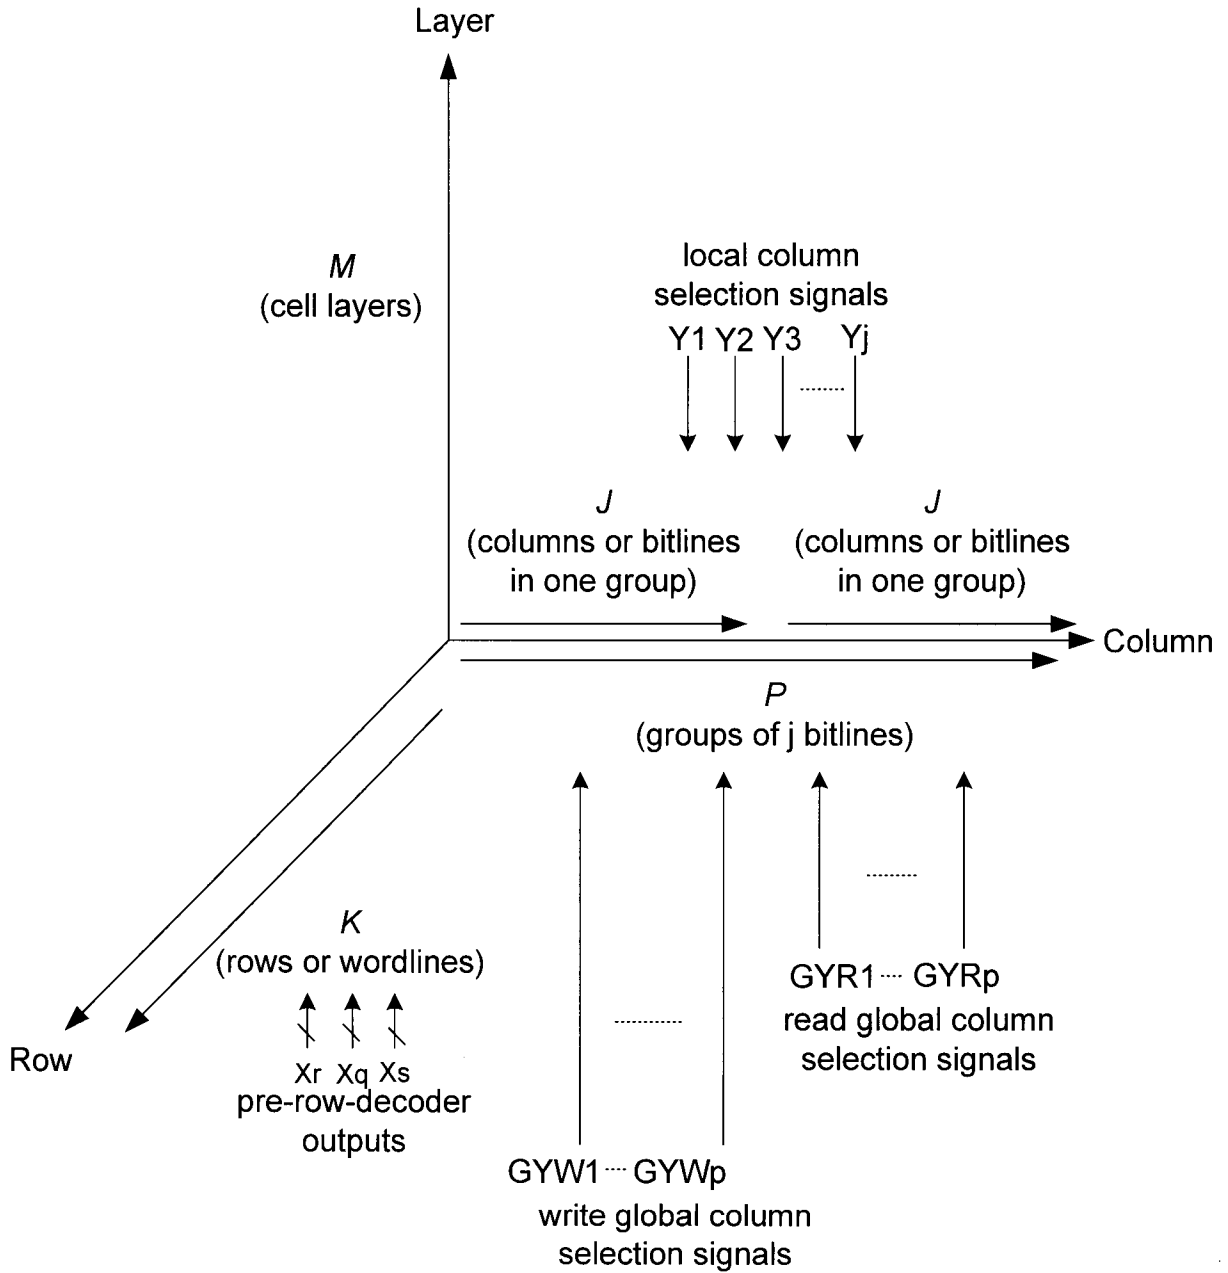 Layer
M
(cell layers)
local column
selection signals
Y1 Y2 Y3 Yj
J
(columns or bitlines
in one group)
J
(columns or bitlines
in one group)
Column
P
(groups of j bitlines)
K
(rows or wordlines)
Row
Xr Xq Xs
pre-row-decoder
outputs
GYR1 ···· GYRp
read global column
selection signals
GYW1 ···· GYWp
write global column
selection signals